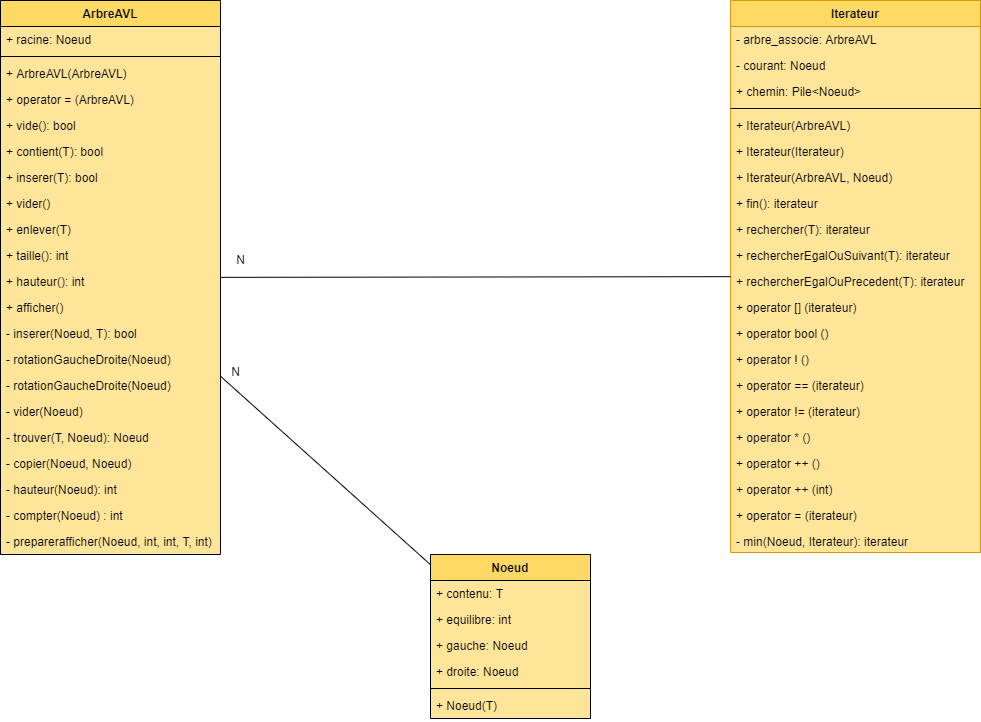 ArbreAVL
+ racine: Noeud
+ ArbreAVL(ArbreAVL)
+ operator = (ArbreAVL)
+ vide(): bool
+ contient(T): bool
+ inserer(T): bool
+ vider()
+ enlever(T)
+ taille(): int
+ hauteur(): int
+ afficher()
- inserer(Noeud, T): bool
- rotationGaucheDroite(Noeud)
- rotationGaucheDroite(Noeud)
- vider(Noeud)
- trouver(T, Noeud): Noeud
- copier(Noeud, Noeud)
- hauteur(Noeud): int
- compter(Noeud) : int
- preparerafficher(Noeud, int, int, T, int)
N
N
Iterateur
- arbre_associe: ArbreAVL
- courant: Noeud
+ chemin: Pile<Noeud>
+ Iterateur(ArbreAVL)
+ Iterateur(Iterateur)
+ Iterateur(ArbreAVL, Noeud)
+ fin(): iterateur
+ rechercher(T): iterateur
+ rechercherEgalOuSuivant(T): iterateur
+ rechercherEgalOuPrecedent(T): iterateur
+ operator [] (iterateur)
+ operator bool ()
+ operator ! ()
+ operator == (iterateur)
+ operator != (iterateur)
+ operator * ()
+ operator ++ ()
+ operator ++ (int)
+ operator = (iterateur)
- min(Noeud, Iterateur): iterateur
Noeud
+ contenu: T
+ equilibre: int
+ gauche: Noeud
+ droite: Noeud
+ Noeud(T)